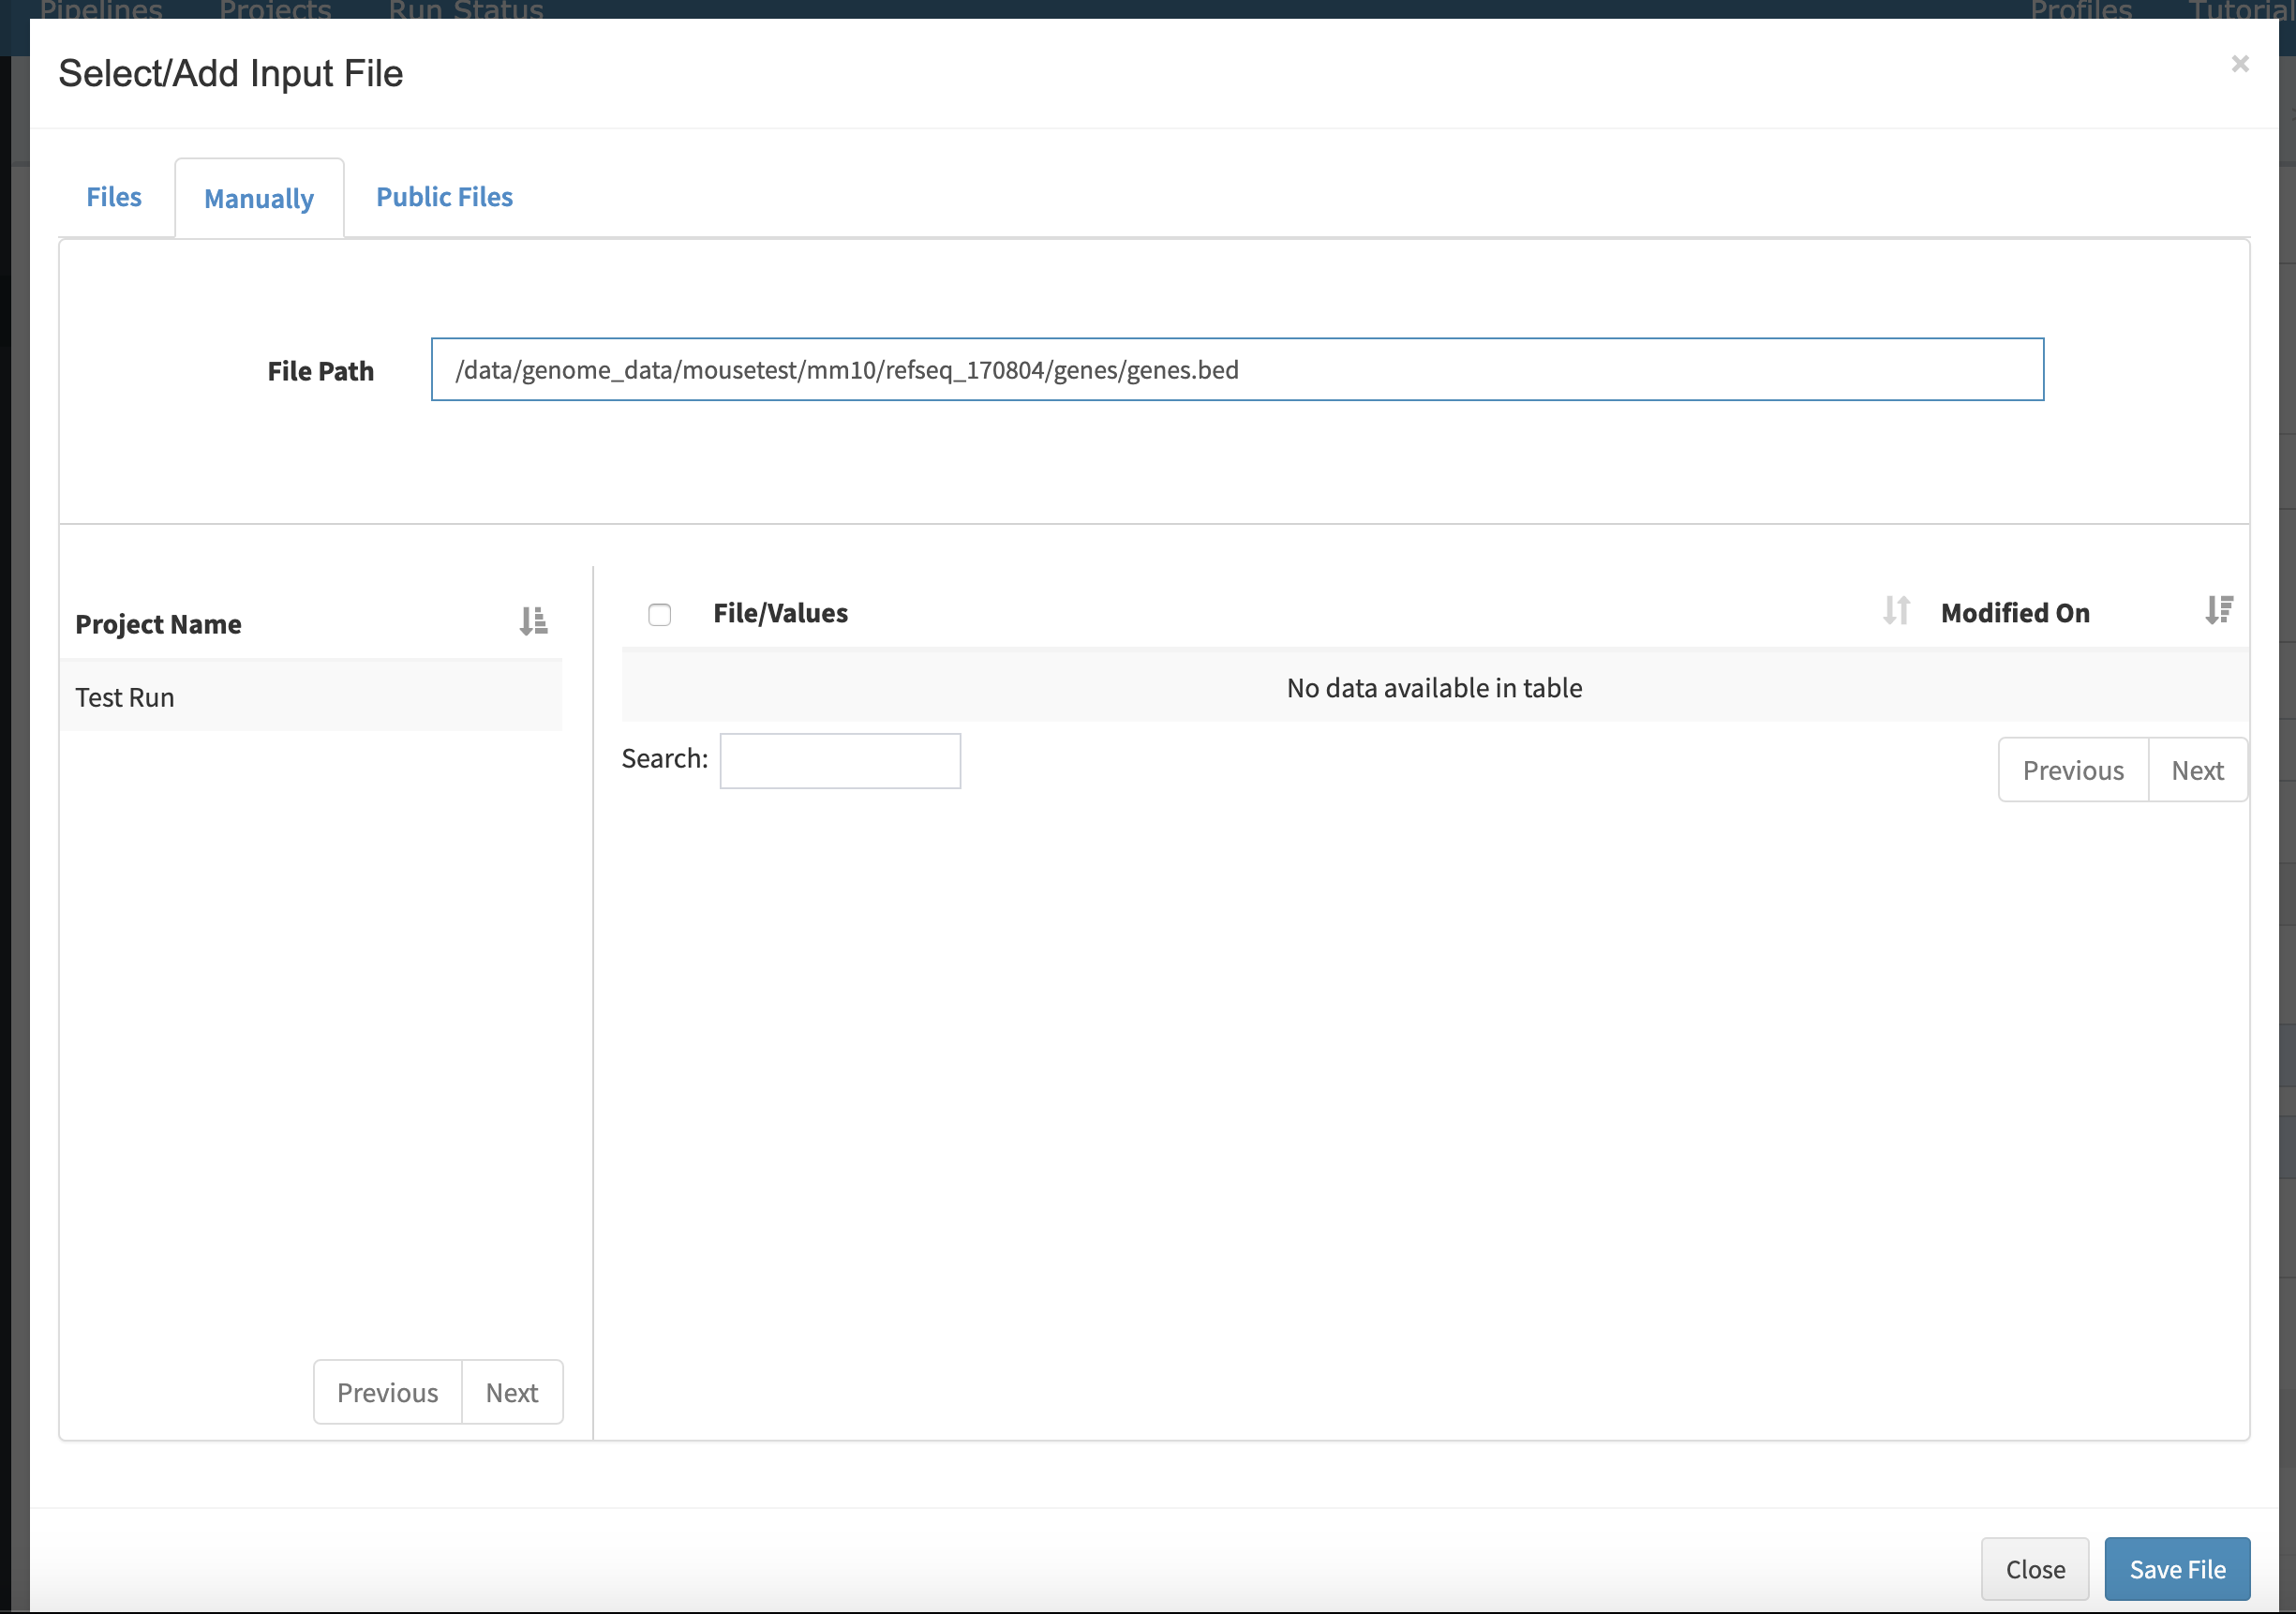 Pipelines Projects Run Status Profiles Tutorial
Select/Add Input File ×
Files Manually Public Files
File Path /data/genome_data/mousetest/mm10/refseq_170804/genes/genes.bed
Project Name
Test Run
Previous Next
File/Values Modified On
No data available in table
Search:
Previous Next
Close Save File